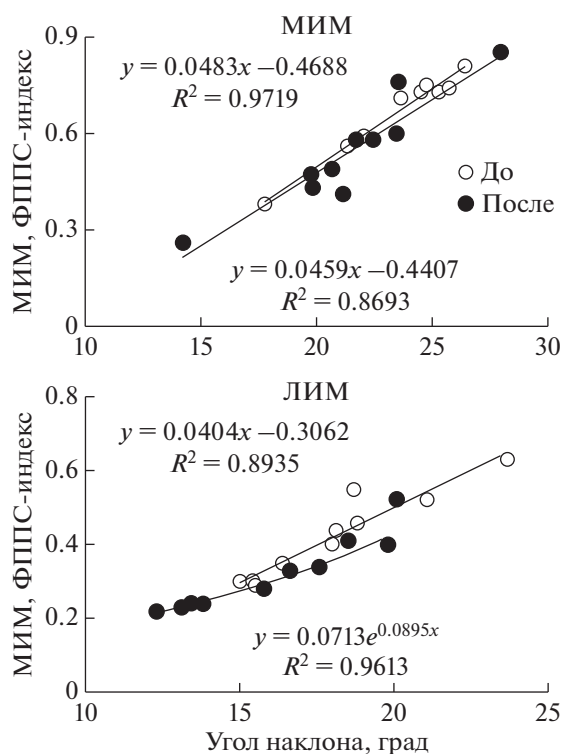 МИМ
0.9
0.6
0.3
0
МИМ, ФППС-индекс
y = 0.0483x –0.4688
R² = 0.9719
До
После
y = 0.0459x –0.4407
R² = 0.8693
10 15 20 25 30
ЛИМ
0.8
0.6
0.4
0.2
0
МИМ, ФППС-индекс
y = 0.0404x –0.3062
R² = 0.8935
y = 0.0713e^0.0895x
R² = 0.9613
10 15 20 25
Угол наклона, град